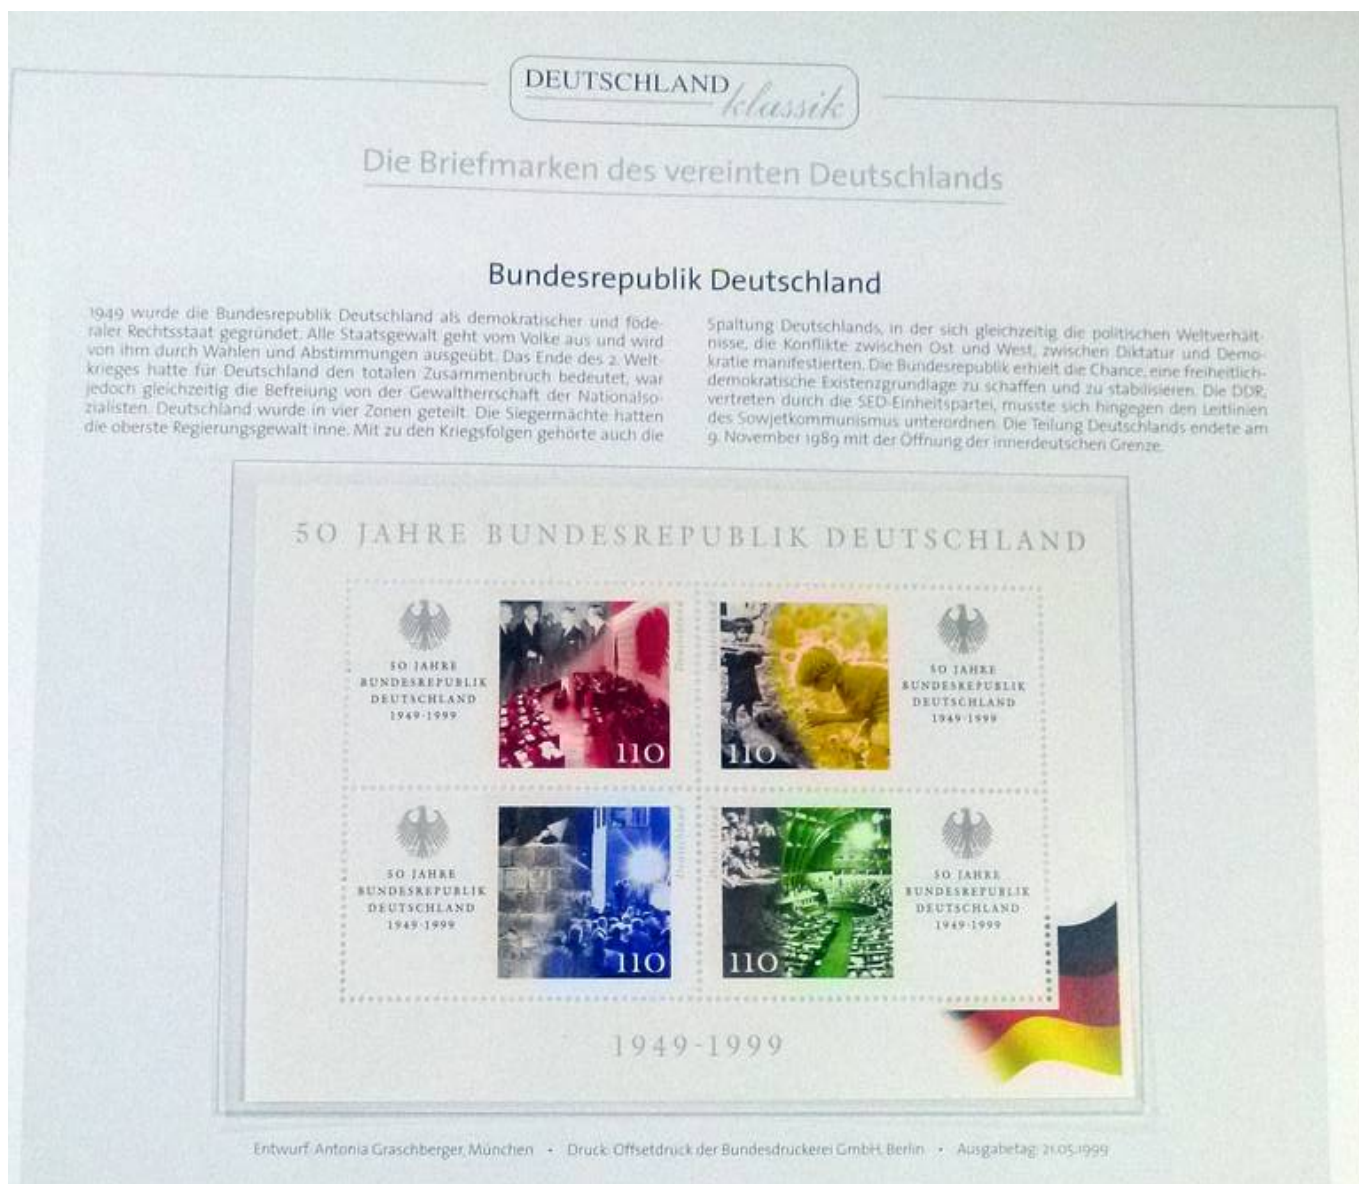 DEUTSCHLAND
klassik
Die Briefmarken des vereinten Deutschlands
Bundesrepublik Deutschland
1949 wurde die Bundesrepublik Deutschland als demokratischer und föde-
raler Rechtsstaat gegründet. Alle Staatsgewalt geht vom Volke aus und wird
von ihm durch Wahlen und Abstimmungen ausgeübt. Das Ende des 2. Welt-
krieges hatte für Deutschland den totalen Zusammenbruch bedeutet, war
jedoch gleichzeitig die Befreiung von der Gewaltherrschaft der Nationalso-
zialisten. Deutschland wurde in vier Zonen geteilt. Die Siegermächte hatten
die oberste Regierungsgewalt inne. Mit zu den Kriegsfolgen gehörte auch die
Spaltung Deutschlands, in der sich gleichzeitig die politischen Weltverhält-
nisse, die Konflikte zwischen Ost und West, zwischen Diktatur und Demo-
kratie manifestierten. Die Bundesrepublik erhielt die Chance, eine freiheitlich-
demokratische Existenzgrundlage zu schaffen und zu stabilisieren. Die DDR,
vertreten durch die SED-Einheitspartei, musste sich hingegen den Leitlinien
des Sowjetkommunismus unterordnen. Die Teilung Deutschlands endete am
9. November 1989 mit der Öffnung der innerdeutschen Grenze.
50 JAHRE BUNDESREPUBLIK DEUTSCHLAND
50 JAHRE
BUNDESREPUBLIK
DEUTSCHLAND
1949-1999
110
110
50 JAHRE
BUNDESREPUBLIK
DEUTSCHLAND
1949-1999
50 JAHRE
BUNDESREPUBLIK
DEUTSCHLAND
1949-1999
110
110
50 JAHRE
BUNDESREPUBLIK
DEUTSCHLAND
1949-1999
1949-1999
Entwurf: Antonia Graschberger, München • Druck: Offsetdruck der Bundesdruckerei GmbH, Berlin • Ausgabetag: 21.05.1999